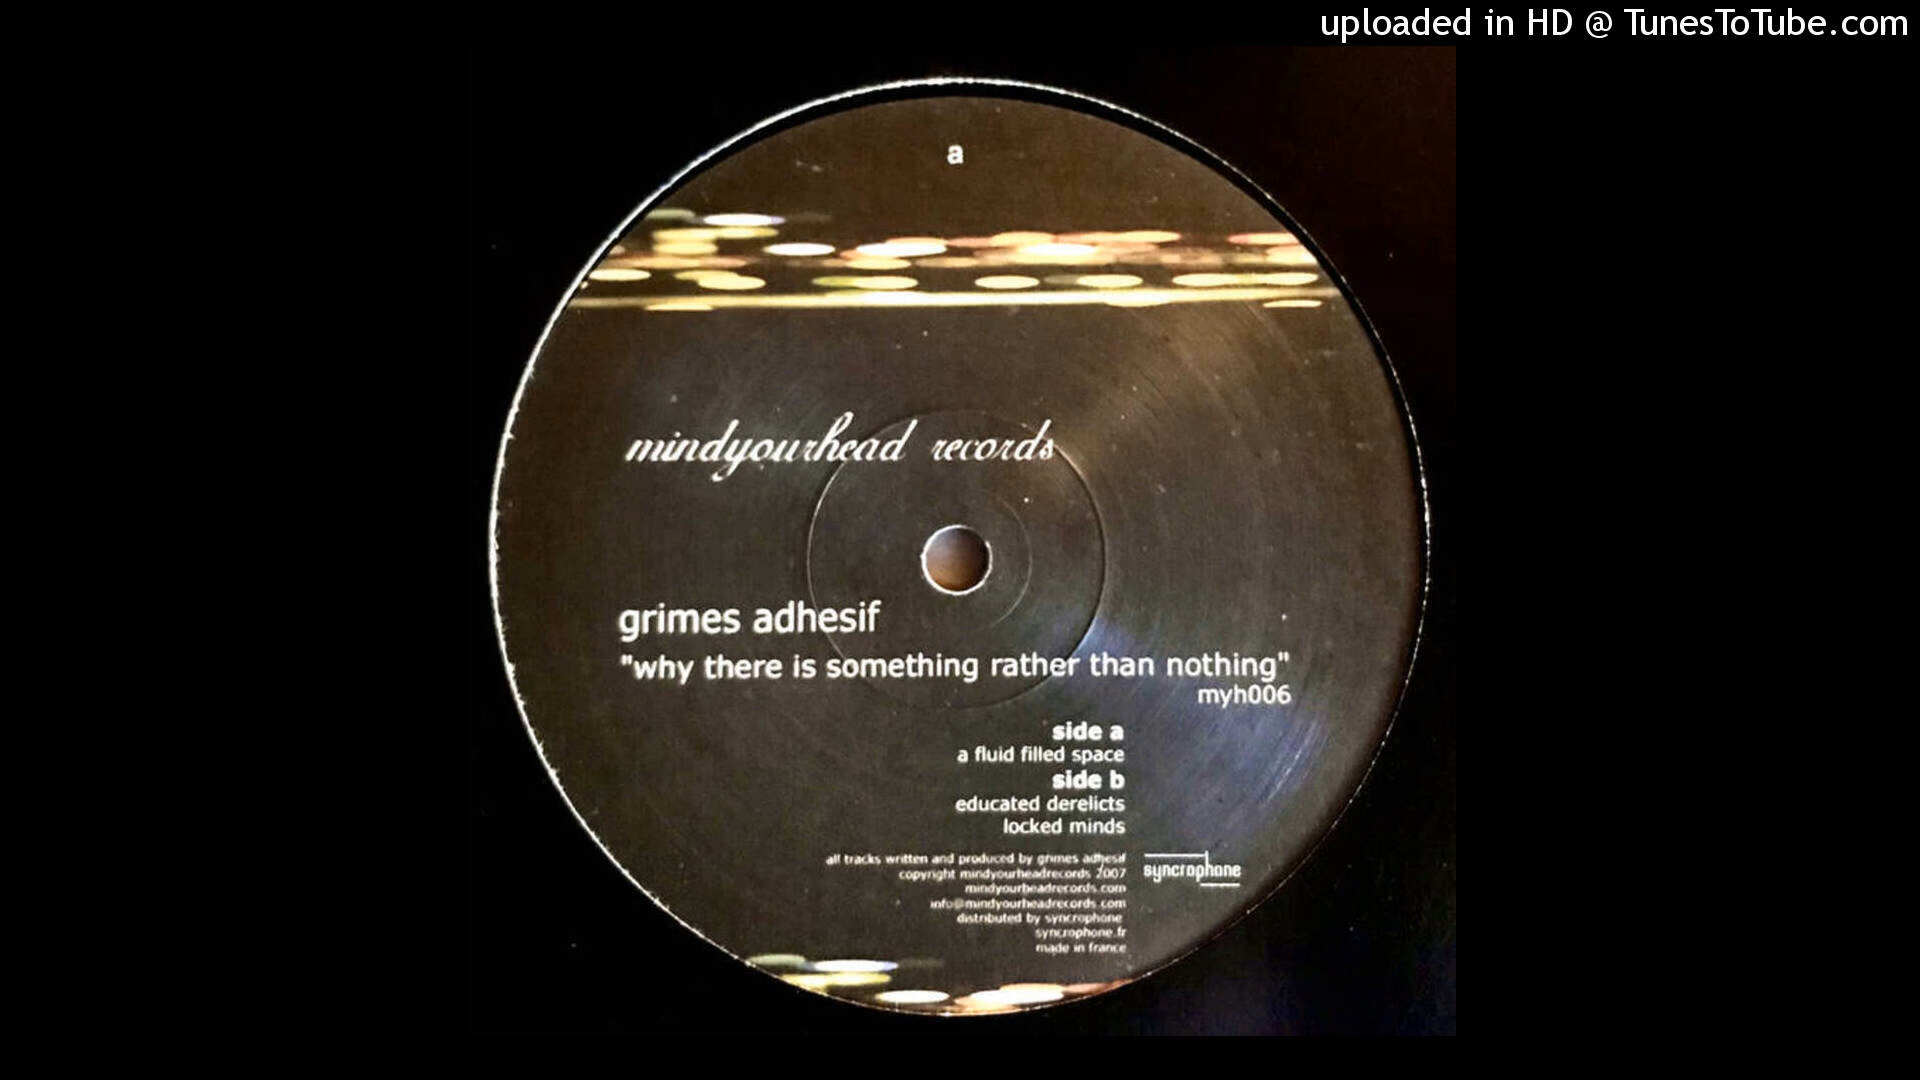 uploaded in HD @ TunesToTube.com
a
mindyourhead records
grimes adhesif
"why there is something rather than nothing"
myh006
side a
a fluid filled space
side b
educated derelicts
locked minds
all tracks written and produced by grimes adhesif
copyright mindyourheadrecords 2007
mindyourheadrecords.com
info@mindyourheadrecords.com
distributed by syncrophone
syncrophone.fr
made in france
syncrophone